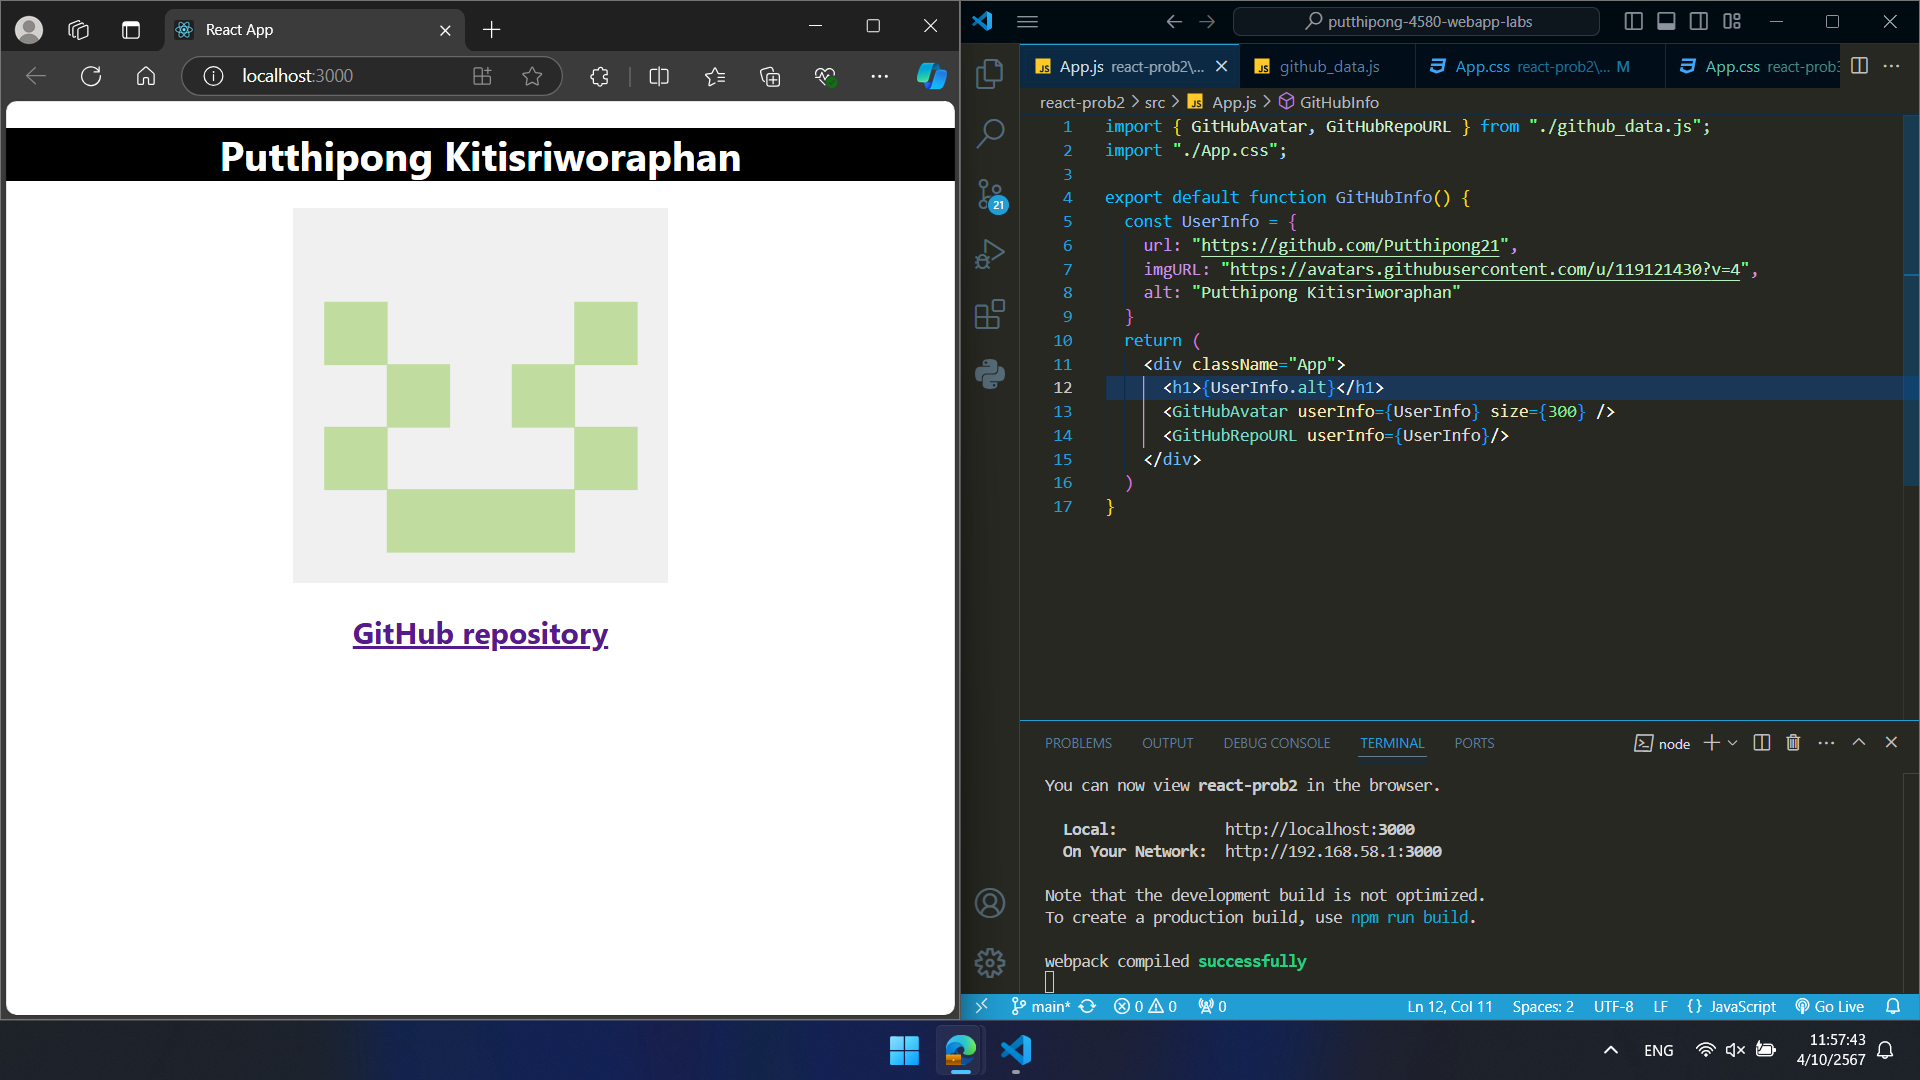 React App
localhost:3000
Putthipong Kitisriworaphan
GitHub repository
putthipong-4580-webapp-labs
App.js react-prob2\...
github_data.js
App.css react-prob2\... M
App.css react-prob3
react-prob2 > src > JS App.js > GitHubInfo
21
1 import { GitHubAvatar, GitHubRepoURL } from "./github_data.js";
2 import "./App.css";
3
4 export default function GitHubInfo() {
5 const UserInfo = {
6 url: "https://github.com/Putthipong21",
7 imgURL: "https://avatars.githubusercontent.com/u/119121430?v=4",
8 alt: "Putthipong Kitisriworaphan"
9 }
10 return (
11 <div className="App">
12 <h1>{UserInfo.alt}</h1>
13 <GitHubAvatar userInfo={UserInfo} size={300} />
14 <GitHubRepoURL userInfo={UserInfo}/>
15 </div>
16 )
17 }
PROBLEMS OUTPUT DEBUG CONSOLE TERMINAL PORTS node
You can now view react-prob2 in the browser.
Local: http://localhost:3000
On Your Network: http://192.168.58.1:3000
Note that the development build is not optimized.
To create a production build, use npm run build.
webpack compiled successfully
main* 0 0 0 Ln 12, Col 11 Spaces: 2 UTF-8 LF {} JavaScript Go Live
ENG
11:57:43
4/10/2567